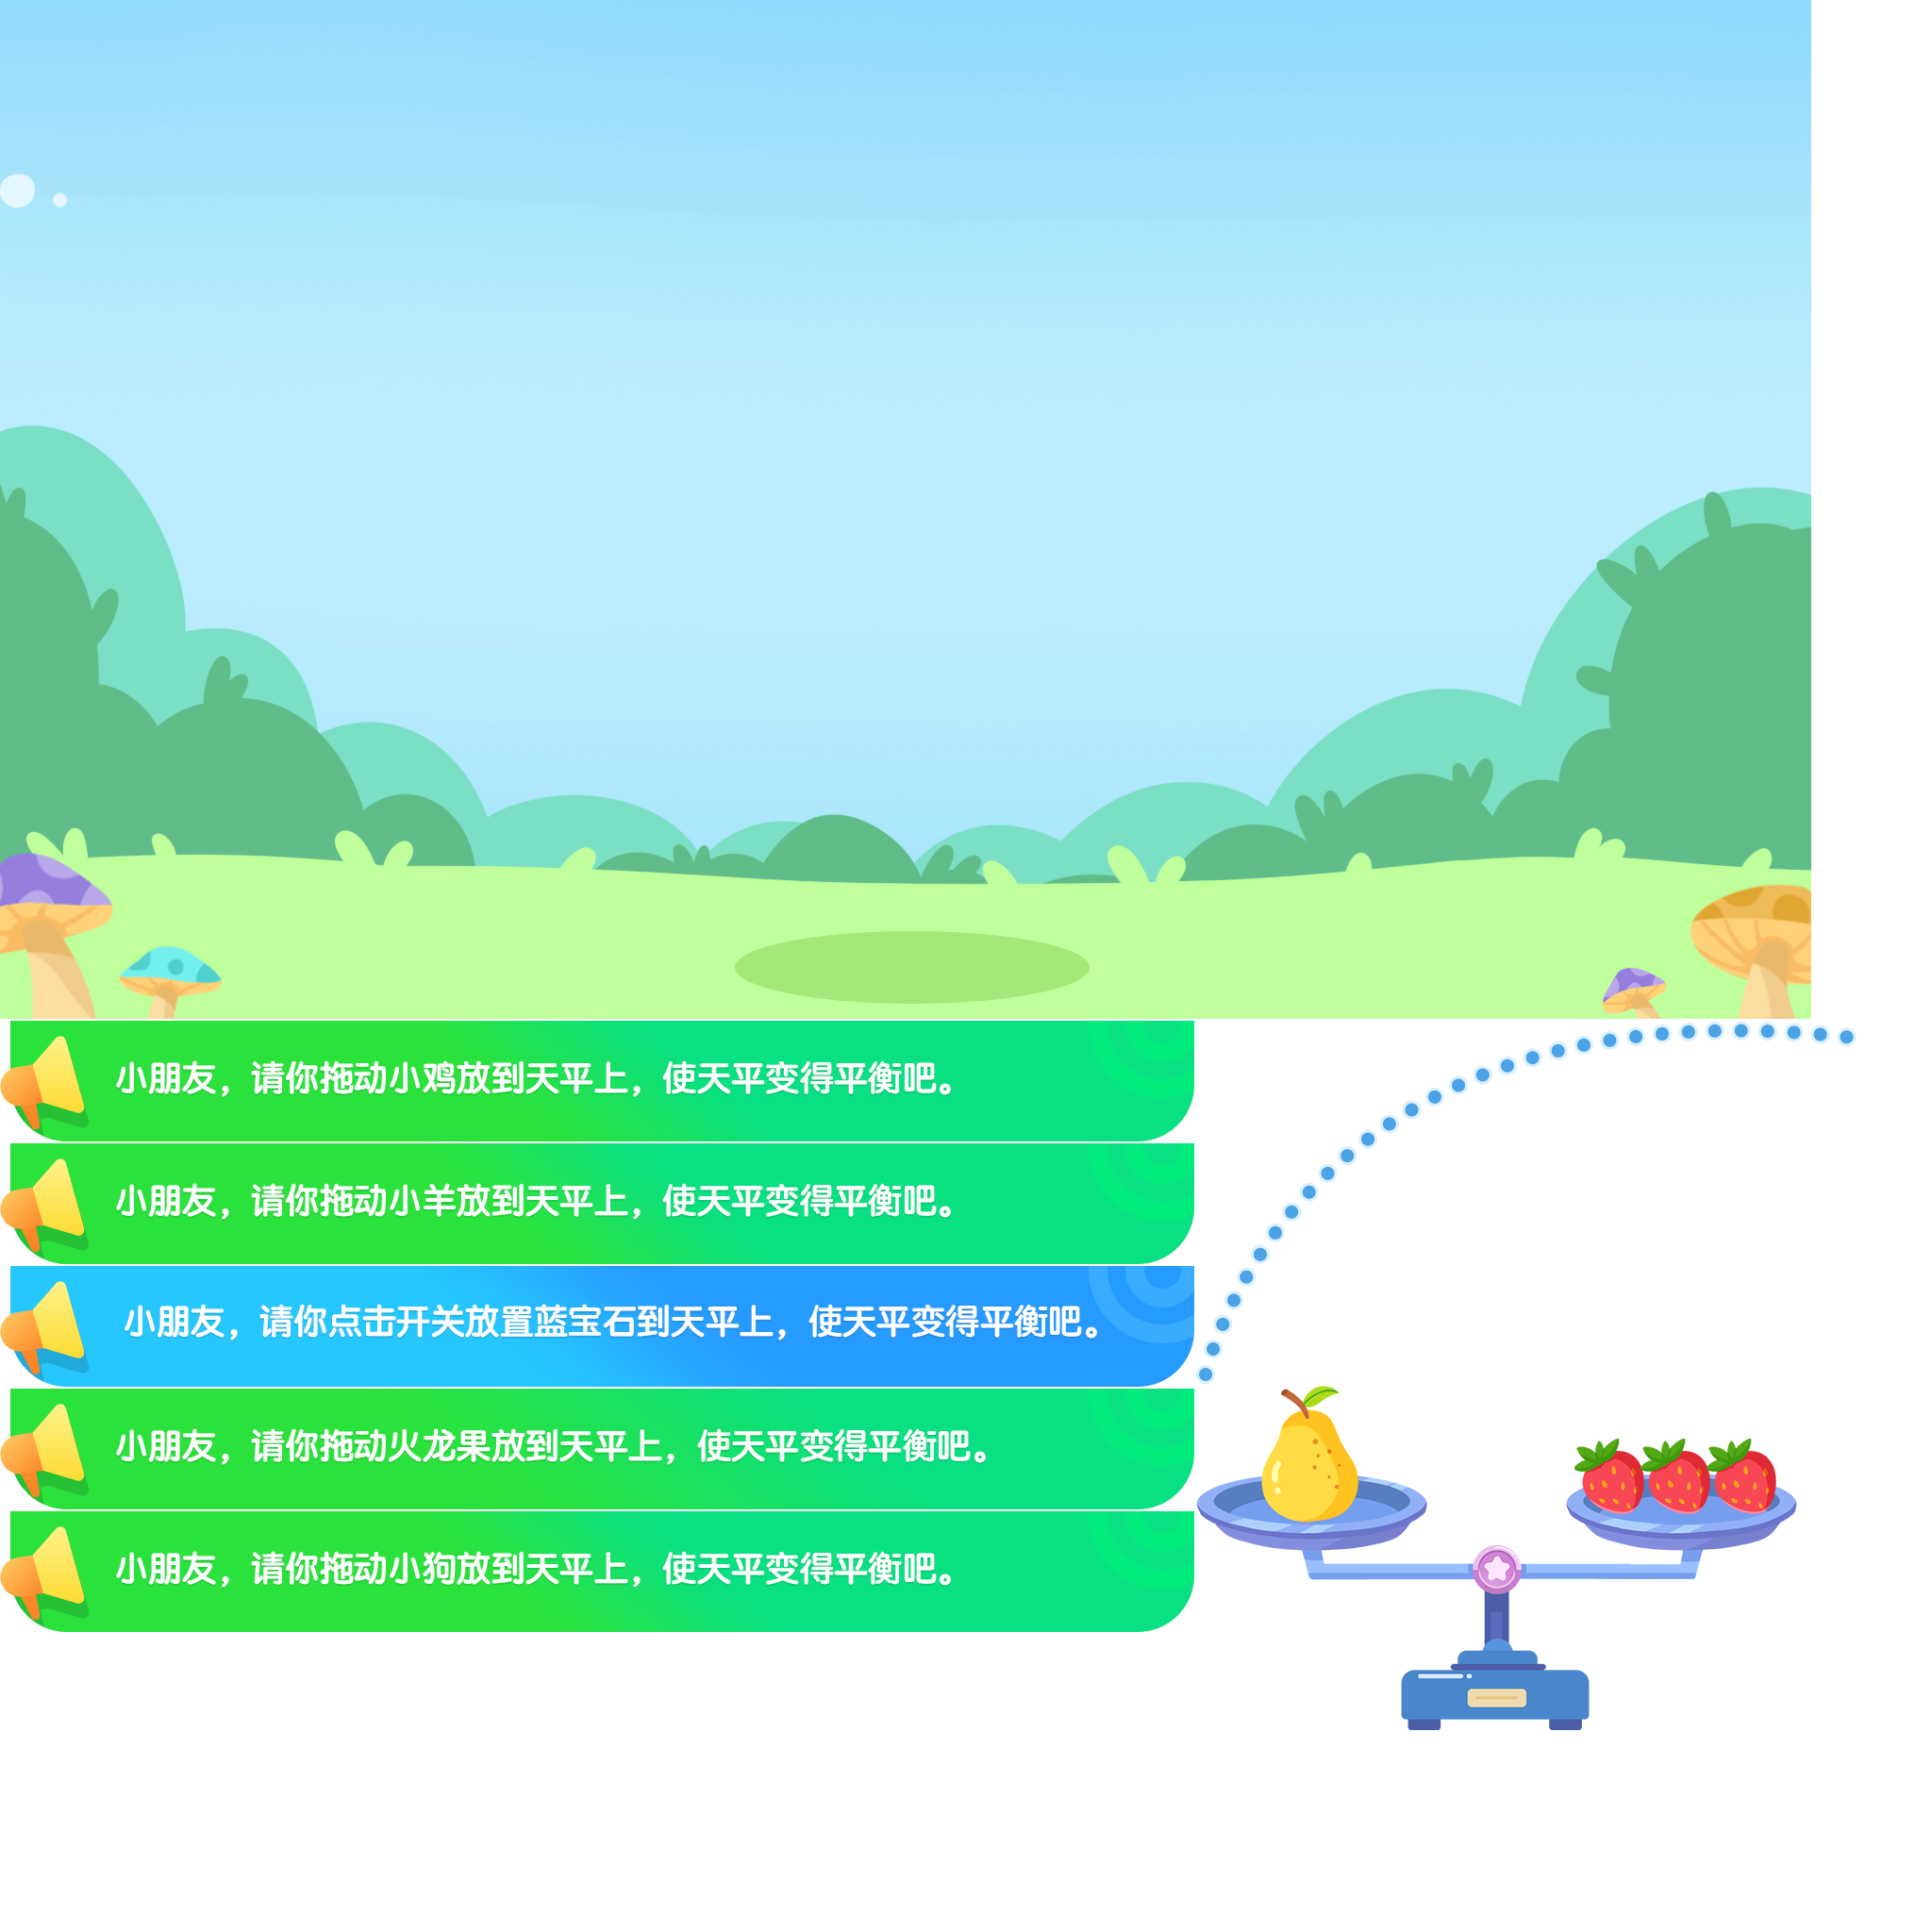 小朋友，请你拖动小鸡放到天平上，使天平变得平衡吧。
小朋友，请你拖动小羊放到天平上，使天平变得平衡吧。
小朋友，请你点击开关放置蓝宝石到天平上，使天平变得平衡吧。
小朋友，请你拖动火龙果放到天平上，使天平变得平衡吧。
小朋友，请你拖动小狗放到天平上，使天平变得平衡吧。